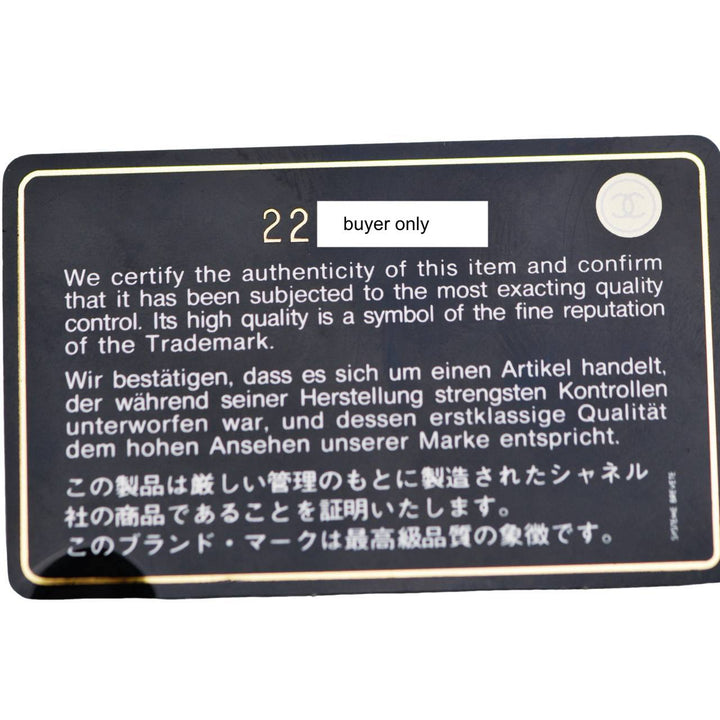 22 buyer only
We certify the authenticity of this item and confirm
that it has been subjected to the most exacting quality
control. Its high quality is a symbol of the fine reputation
of the Trademark.
Wir bestätigen, dass es sich um einen Artikel handelt,
der während seiner Herstellung strengsten Kontrollen
unterworfen war, und dessen erstklassige Qualität
dem hohen Ansehen unserer Marke entspricht.
この製品は厳しい管理のもとに製造されたシャネル
社の商品であることを証明いたします。
このブランド・マークは最高級品質の象徴です。
SYSTEME BREVETE